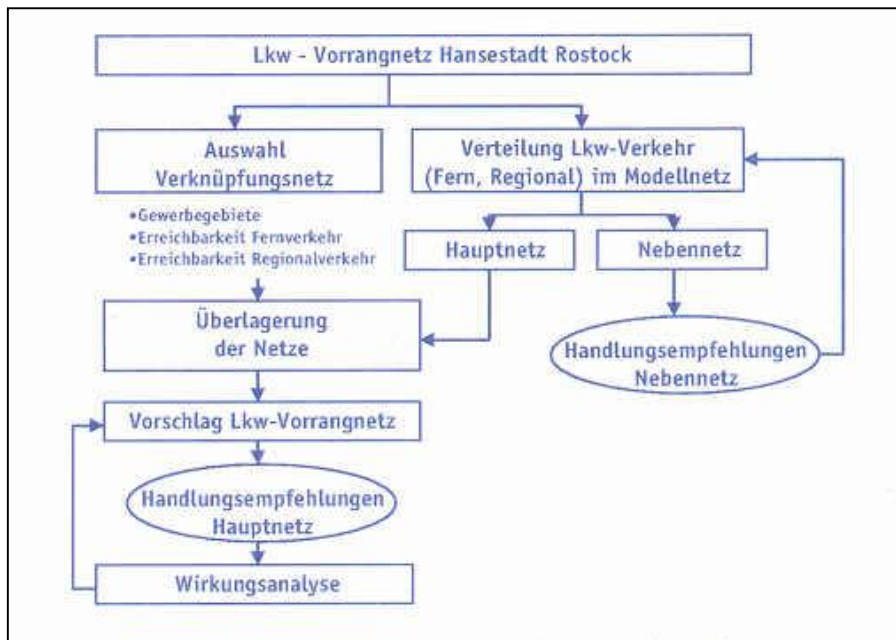 Lkw - Vorrangnetz Hansestadt Rostock
Auswahl
Verknüpfungsnetz
Verteilung Lkw-Verkehr
(Fern, Regional) im Modellnetz
•Gewerbegebiete
•Erreichbarkeit Fernverkehr
•Erreichbarkeit Regionalverkehr
Hauptnetz
Nebennetz
Überlagerung
der Netze
Handlungsempfehlungen
Nebennetz
Vorschlag Lkw-Vorrangnetz
Handlungsempfehlungen
Hauptnetz
Wirkungsanalyse